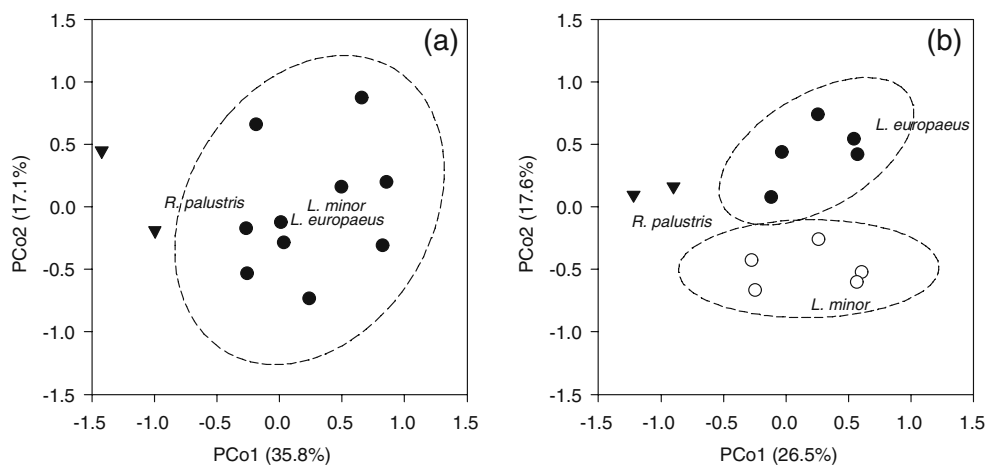 (a)
1.5
1.0
0.5
0.0
-0.5
-1.0
-1.5
PCo2 (17.1%)
R. palustris
L. minor
L. europaeus
-1.5 -1.0 -0.5 0.0 0.5 1.0 1.5
PCo1 (35.8%)
(b)
1.5
1.0
0.5
0.0
-0.5
-1.0
-1.5
PCo2 (17.6%)
L. europaeus
R. palustris
L. minor
-1.5 -1.0 -0.5 0.0 0.5 1.0 1.5
PCo1 (26.5%)